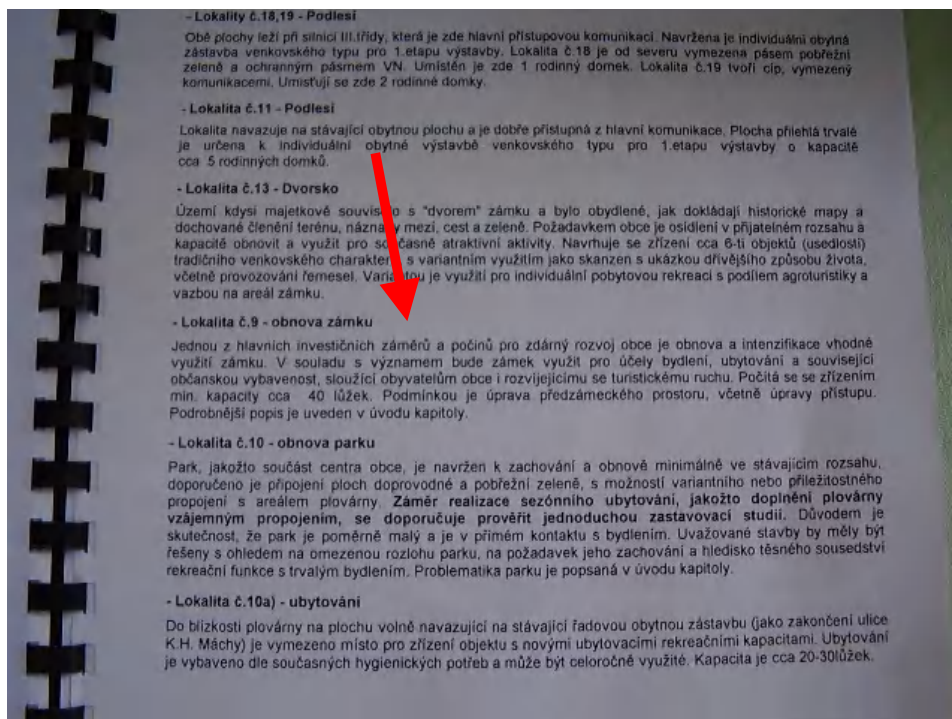 - Lokality č.18,19 - Podlesí
Obě plochy leží při silnici III.třídy, která je zde hlavní přístupovou komunikací. Navržena je individuální obytná
zástavba venkovského typu pro 1.etapu výstavby. Lokalita č.18 je od severu vymezena pásem pobřežní
zeleně a ochranným pásmem VN. Umístěn je zde 1 rodinný domek. Lokalita č.19 tvoří cíp, vymezený
komunikacemi. Umisťují se zde 2 rodinné domky.
- Lokalita č.11 - Podlesí
Lokalita navazuje na stávající obytnou plochu a je dobře přístupná z hlavní komunikace. Plocha přilehlá trvalé
je určena k individuální obytné výstavbě venkovského typu pro 1.etapu výstavby o kapacitě
cca 5 rodinných domků.
- Lokalita č.13 - Dvorsko
Území kdysi majetkově souviselo s "dvorem" zámku a bylo obydlené, jak dokládají historické mapy a
dochované členění terénu, náznaky mezí, cest a zeleně. Požadavkem obce je osídlení v přijatelném rozsahu a
kapacitě obnovit a využít pro současně atraktivní aktivity. Navrhuje se zřízení cca 6-ti objektů (usedlostí)
tradičního venkovského charakteru s variantním využitím jako skanzen s ukázkou dřívějšího způsobu života,
včetně provozování řemesel. Variantou je využití pro individuální pobytovou rekreaci s podílem agroturistiky a
vazbou na areál zámku.
- Lokalita č.9 - obnova zámku
Jednou z hlavních investičních záměrů a počinů pro zdárný rozvoj obce je obnova a intenzifikace vhodné
využití zámku. V souladu s významem bude zámek využit pro účely bydlení, ubytování a související
občanskou vybavenost, sloužící obyvatelům obce i rozvíjejícímu se turistickému ruchu. Počítá se se zřízením
min. kapacity cca 40 lůžek. Podmínkou je úprava předzámeckého prostoru, včetně úpravy přístupu.
Podrobnější popis je uveden v úvodu kapitoly.
- Lokalita č.10 - obnova parku
Park, jakožto součást centra obce, je navržen k zachování a obnově minimálně ve stávajícím rozsahu,
doporučeno je připojení ploch doprovodné a pobřežní zeleně, s možností variantního nebo příležitostného
propojení s areálem plovárny. Záměr realizace sezónního ubytování, jakožto doplnění plovárny
vzájemným propojením, se doporučuje prověřit jednoduchou zastavovací studií. Důvodem je
skutečnost, že park je poměrně malý a je v přímém kontaktu s bydlením. Uvažované stavby by měly být
řešeny s ohledem na omezenou rozlohu parku, na požadavek jeho zachování a hledisko těsného sousedství
rekreační funkce s trvalým bydlením. Problematika parku je popsaná v úvodu kapitoly.
- Lokalita č.10a) - ubytování
Do blízkosti plovárny na plochu volně navazující na stávající řadovou obytnou zástavbu (jako zakončení ulice
K.H. Máchy) je vymezeno místo pro zřízení objektu s novými ubytovacími rekreačními kapacitami. Ubytování
je vybaveno dle současných hygienických potřeb a může být celoročně využité. Kapacita je cca 20-30lůžek.